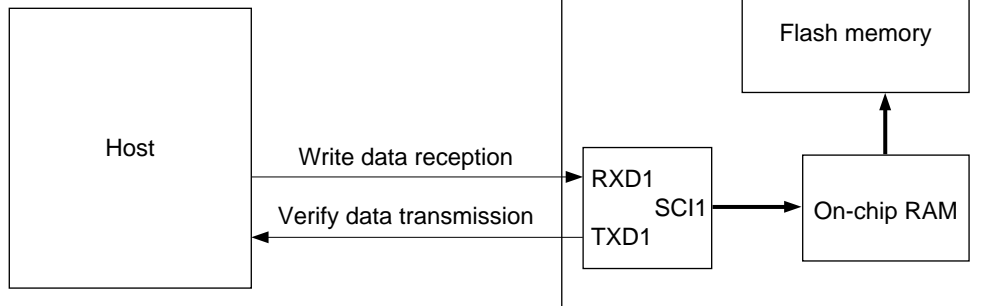 Flash memory
Host
Write data reception
RXD1
SCI1
On-chip RAM
Verify data transmission
TXD1